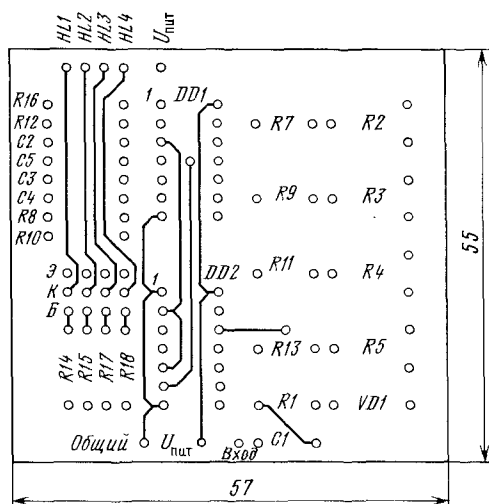 HL1 HL2 HL3 HL4 Uпит
R16 1 DD1
R12 R7 R2
C2
C5
C3
C4 R9 R3
R8
R10
Э 1 DD2 R11 R4
К
Б
R14 R15 R17 R18 R13 R5
R1 VD1
Общий Uпит Вход C1
55
57